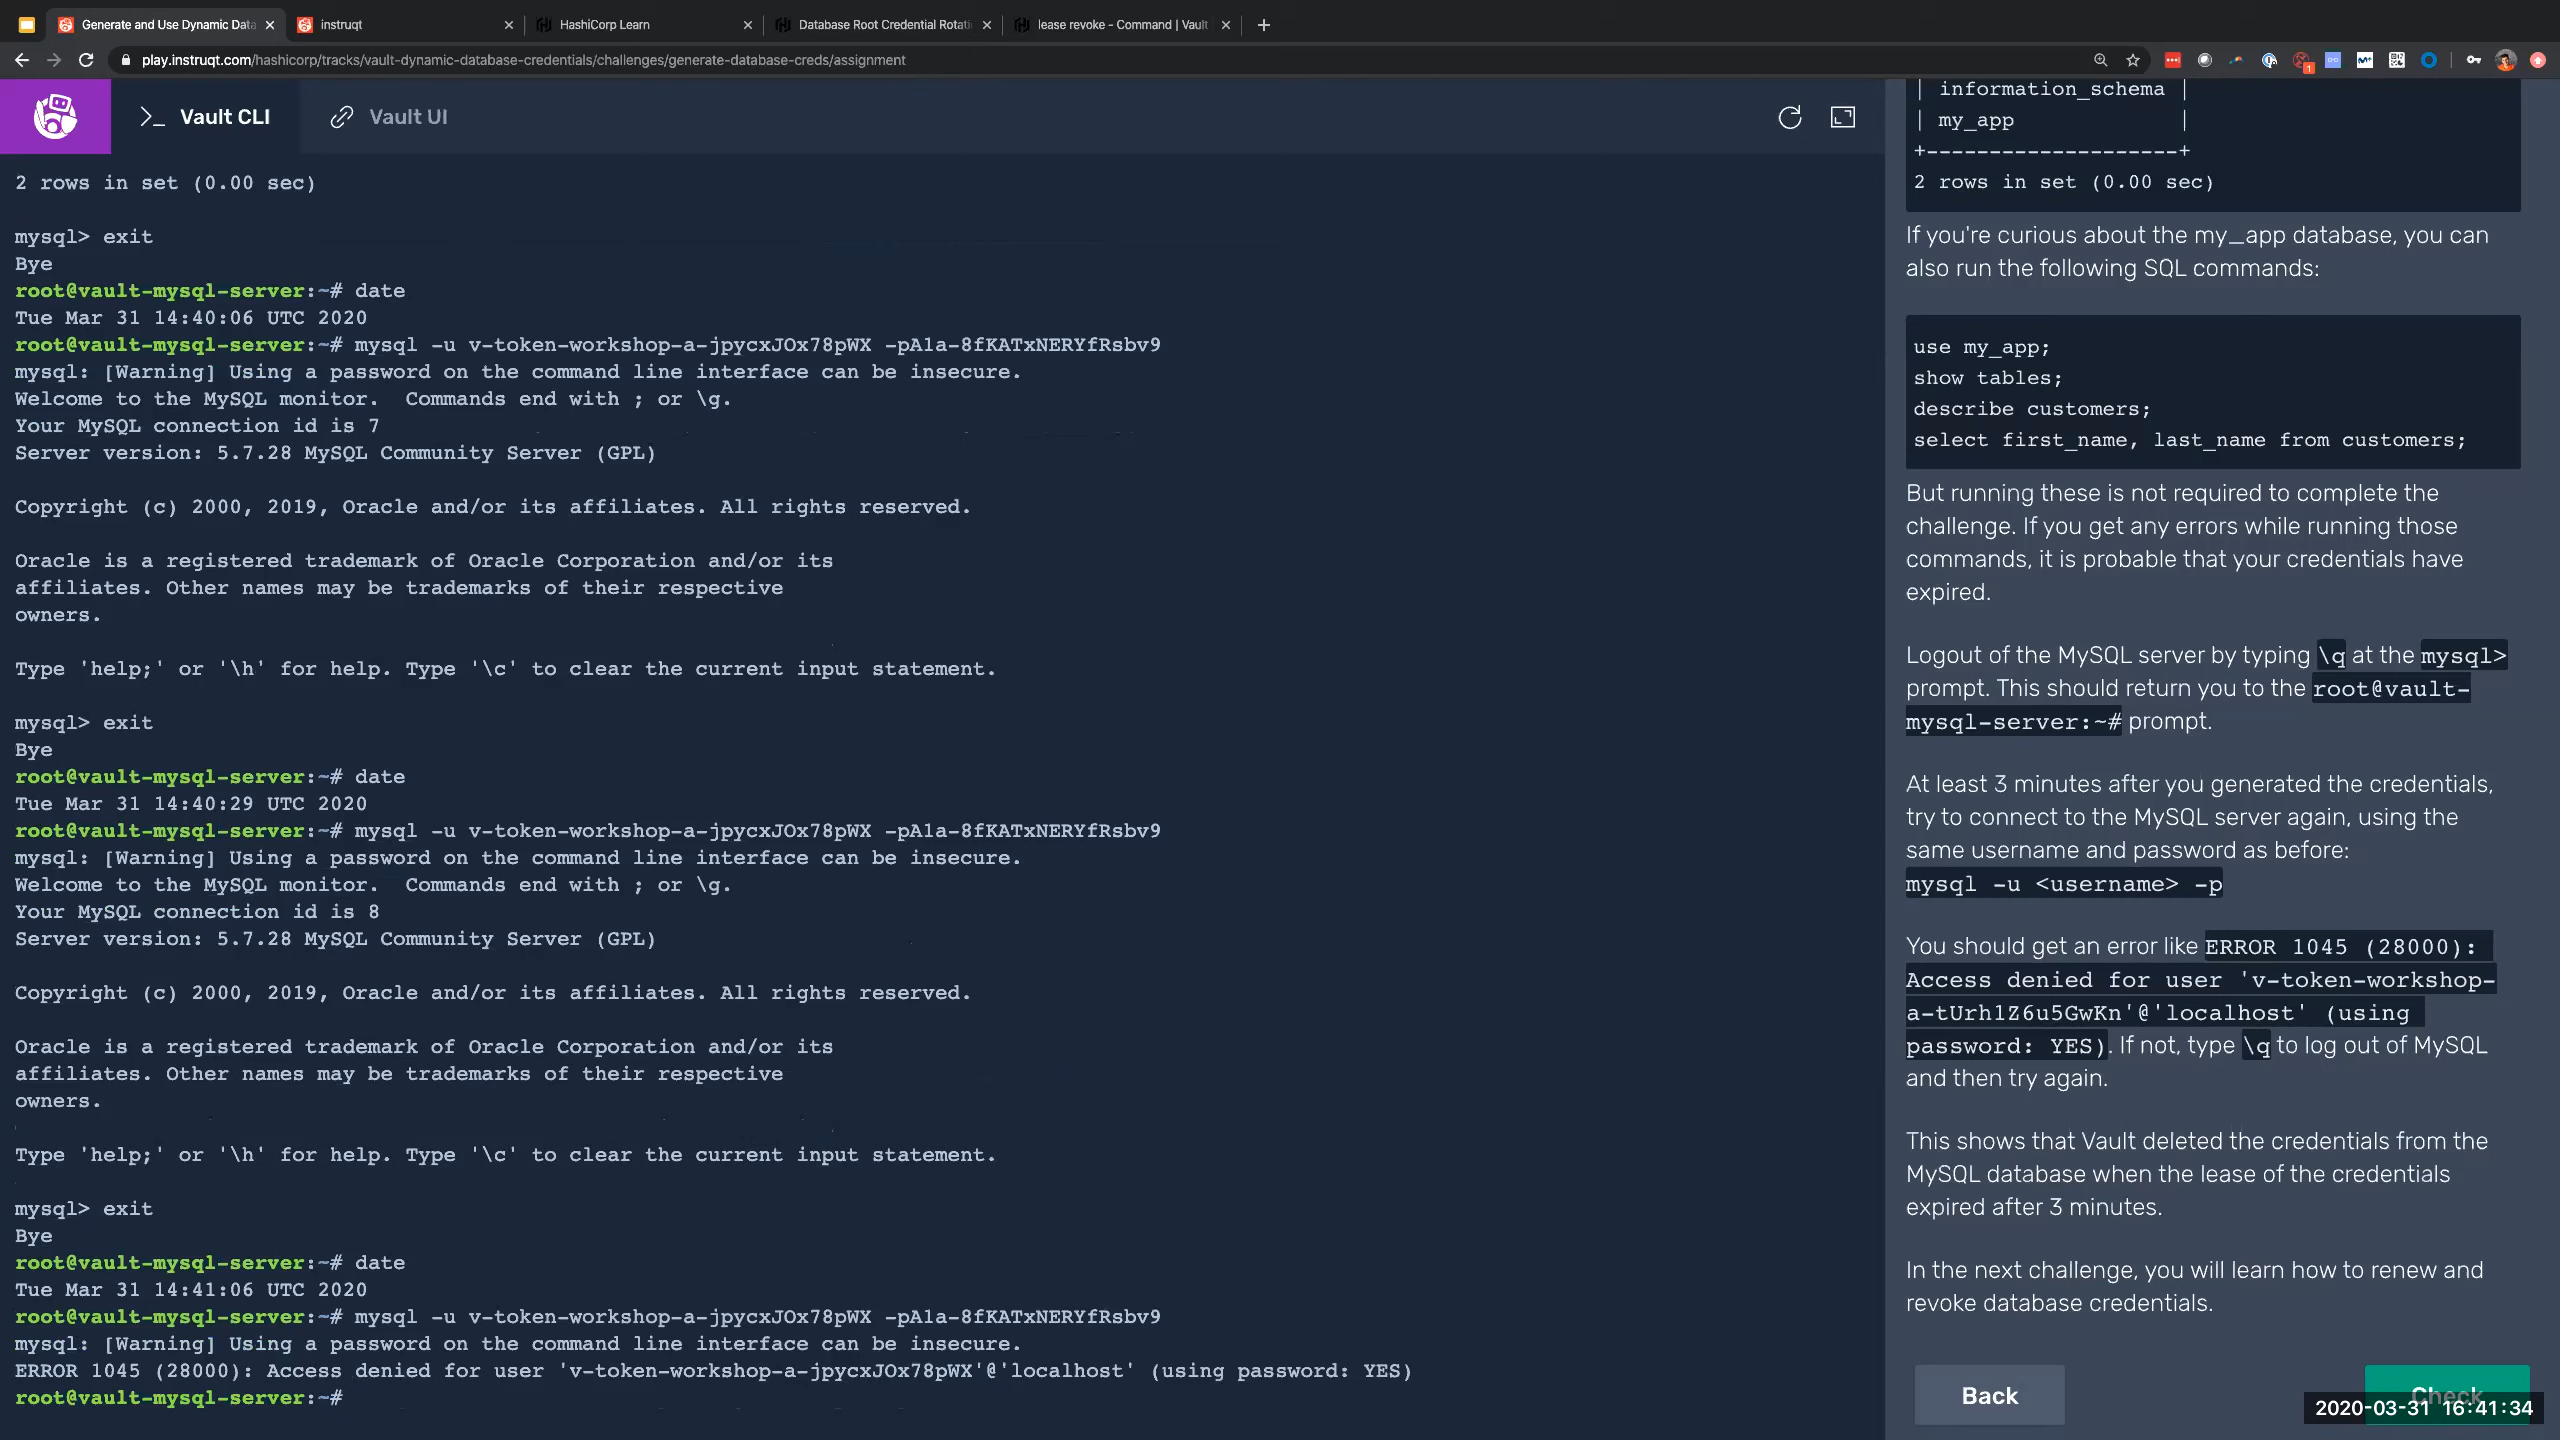 Generate and Use Dynamic Data
instruqt
HashiCorp Learn
Database Root Credential Rotati
lease revoke - Command | Vault
play.instruqt.com/hashicorp/tracks/vault-dynamic-database-credentials/challenges/generate-database-creds/assignment
>_ Vault CLI
Vault UI
2 rows in set (0.00 sec)
mysql> exit
Bye
root@vault-mysql-server:~# date
Tue Mar 31 14:40:06 UTC 2020
root@vault-mysql-server:~# mysql -u v-token-workshop-a-jpycxJOx78pWX -pA1a-8fKATxNERYfRsbv9
mysql: [Warning] Using a password on the command line interface can be insecure.
Welcome to the MySQL monitor.  Commands end with ; or \g.
Your MySQL connection id is 7
Server version: 5.7.28 MySQL Community Server (GPL)
Copyright (c) 2000, 2019, Oracle and/or its affiliates. All rights reserved.
Oracle is a registered trademark of Oracle Corporation and/or its
affiliates. Other names may be trademarks of their respective
owners.
Type 'help;' or '\h' for help. Type '\c' to clear the current input statement.
mysql> exit
Bye
root@vault-mysql-server:~# date
Tue Mar 31 14:40:29 UTC 2020
root@vault-mysql-server:~# mysql -u v-token-workshop-a-jpycxJOx78pWX -pA1a-8fKATxNERYfRsbv9
mysql: [Warning] Using a password on the command line interface can be insecure.
Welcome to the MySQL monitor.  Commands end with ; or \g.
Your MySQL connection id is 8
Server version: 5.7.28 MySQL Community Server (GPL)
Copyright (c) 2000, 2019, Oracle and/or its affiliates. All rights reserved.
Oracle is a registered trademark of Oracle Corporation and/or its
affiliates. Other names may be trademarks of their respective
owners.
Type 'help;' or '\h' for help. Type '\c' to clear the current input statement.
mysql> exit
Bye
root@vault-mysql-server:~# date
Tue Mar 31 14:41:06 UTC 2020
root@vault-mysql-server:~# mysql -u v-token-workshop-a-jpycxJOx78pWX -pA1a-8fKATxNERYfRsbv9
mysql: [Warning] Using a password on the command line interface can be insecure.
ERROR 1045 (28000): Access denied for user 'v-token-workshop-a-jpycxJOx78pWX'@'localhost' (using password: YES)
root@vault-mysql-server:~#
| information_schema |
| my_app             |
+--------------------+
2 rows in set (0.00 sec)
If you're curious about the my_app database, you can
also run the following SQL commands:
use my_app;
show tables;
describe customers;
select first_name, last_name from customers;
But running these is not required to complete the
challenge. If you get any errors while running those
commands, it is probable that your credentials have
expired.
Logout of the MySQL server by typing \q at the mysql>
prompt. This should return you to the root@vault-
mysql-server:~# prompt.
At least 3 minutes after you generated the credentials,
try to connect to the MySQL server again, using the
same username and password as before:
mysql -u <username> -p
You should get an error like ERROR 1045 (28000):
Access denied for user 'v-token-workshop-
a-tUrh1Z6u5GwKn'@'localhost' (using
password: YES). If not, type \q to log out of MySQL
and then try again.
This shows that Vault deleted the credentials from the
MySQL database when the lease of the credentials
expired after 3 minutes.
In the next challenge, you will learn how to renew and
revoke database credentials.
Back
Check
2020-03-31 16:41:34